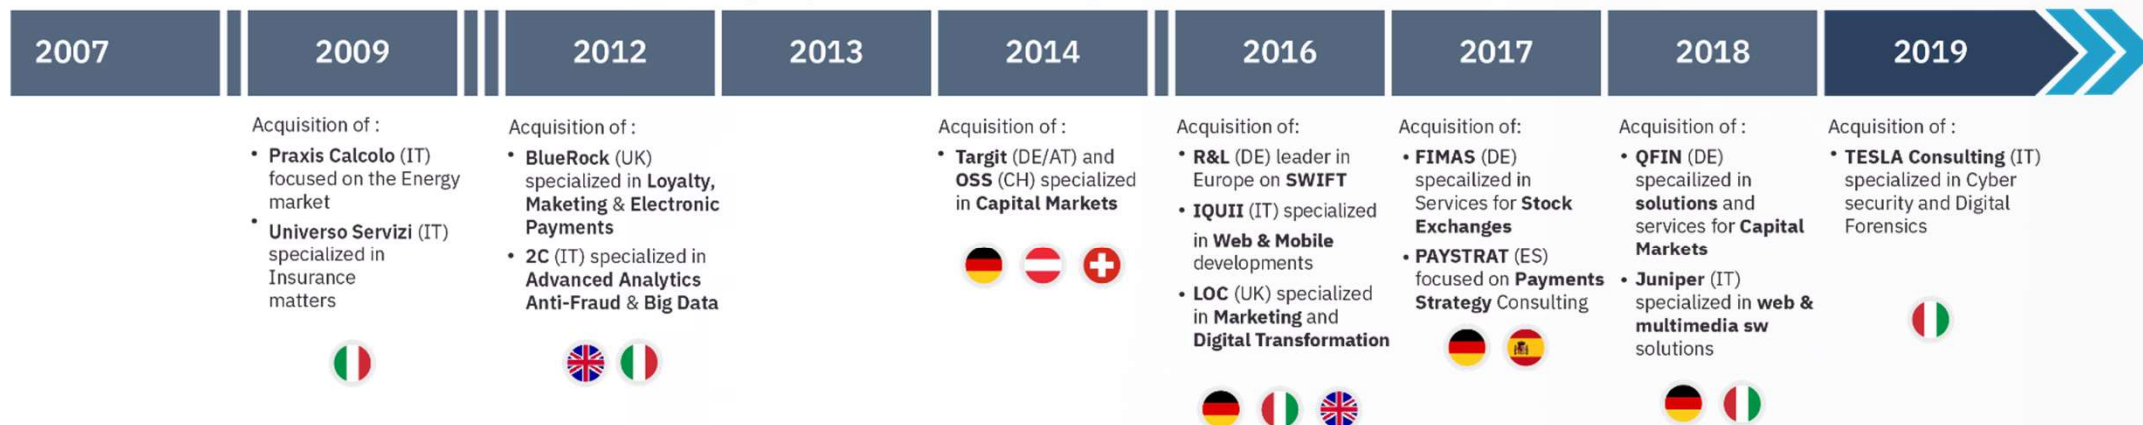 2007
2009
2012
2013
2014
2016
2017
2018
2019
Acquisition of :
• Praxis Calcolo (IT)
focused on the Energy
market
• Universo Servizi (IT)
specialized in
Insurance
matters
Acquisition of :
• BlueRock (UK)
specialized in Loyalty,
Maketing & Electronic
Payments
• 2C (IT) specialized in
Advanced Analytics
Anti-Fraud & Big Data
Acquisition of :
• Targit (DE/AT) and
OSS (CH) specialized
in Capital Markets
Acquisition of:
• R&L (DE) leader in
Europe on SWIFT
• IQUII (IT) specialized
in Web & Mobile
developments
• LOC (UK) specialized
in Marketing and
Digital Transformation
Acquisition of:
• FIMAS (DE)
specailized in
Services for Stock
Exchanges
• PAYSTRAT (ES)
focused on Payments
Strategy Consulting
Acquisition of :
• QFIN (DE)
specailized in
solutions and
services for Capital
Markets
• Juniper (IT)
specialized in web &
multimedia sw
solutions
Acquisition of :
• TESLA Consulting (IT)
specialized in Cyber
security and Digital
Forensics